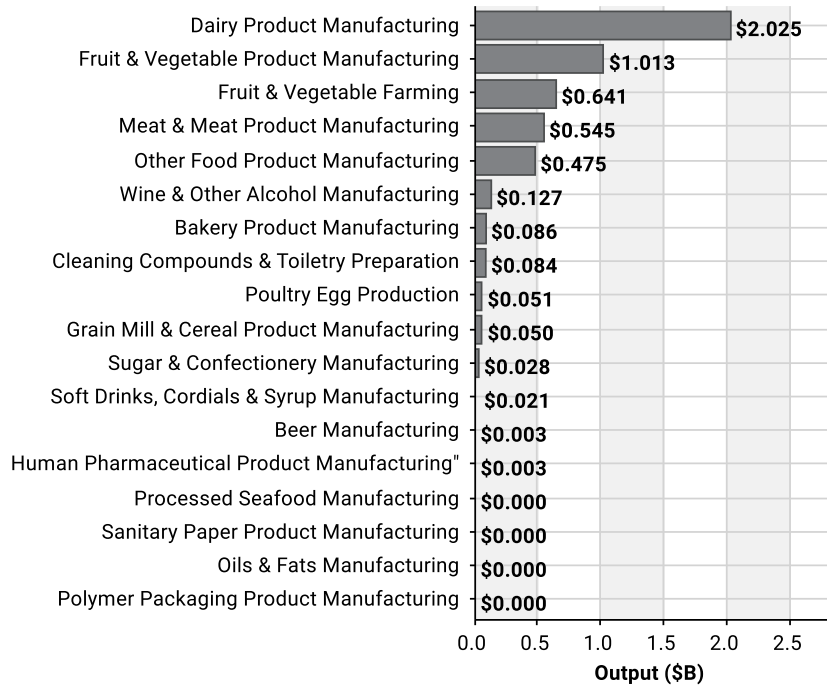 Dairy Product Manufacturing $2.025
Fruit & Vegetable Product Manufacturing $1.013
Fruit & Vegetable Farming $0.641
Meat & Meat Product Manufacturing $0.545
Other Food Product Manufacturing $0.475
Wine & Other Alcohol Manufacturing $0.127
Bakery Product Manufacturing $0.086
Cleaning Compounds & Toiletry Preparation $0.084
Poultry Egg Production $0.051
Grain Mill & Cereal Product Manufacturing $0.050
Sugar & Confectionery Manufacturing $0.028
Soft Drinks, Cordials & Syrup Manufacturing $0.021
Beer Manufacturing $0.003
Human Pharmaceutical Product Manufacturing" $0.003
Processed Seafood Manufacturing $0.000
Sanitary Paper Product Manufacturing $0.000
Oils & Fats Manufacturing $0.000
Polymer Packaging Product Manufacturing $0.000
0.0 0.5 1.0 1.5 2.0 2.5
Output ($B)